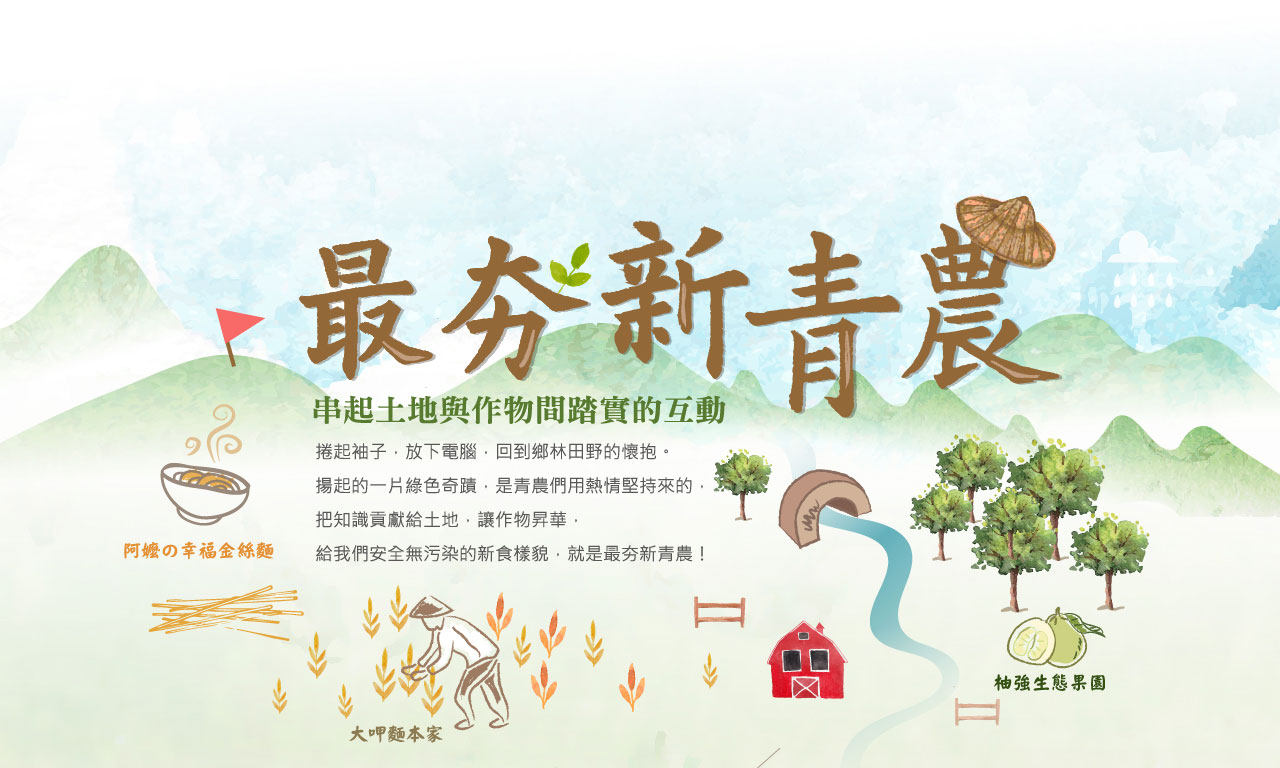 最夯新青農
串起土地與作物間踏實的互動
捲起袖子，放下電腦，回到鄉林田野的懷抱。
揚起的一片綠色奇蹟，是青農們用熱情堅持來的，
把知識貢獻給土地，讓作物昇華，
給我們安全無污染的新食樣貌，就是最夯新青農！
阿嬤の幸福金絲麵
大呷麵本家
柚強生態果園